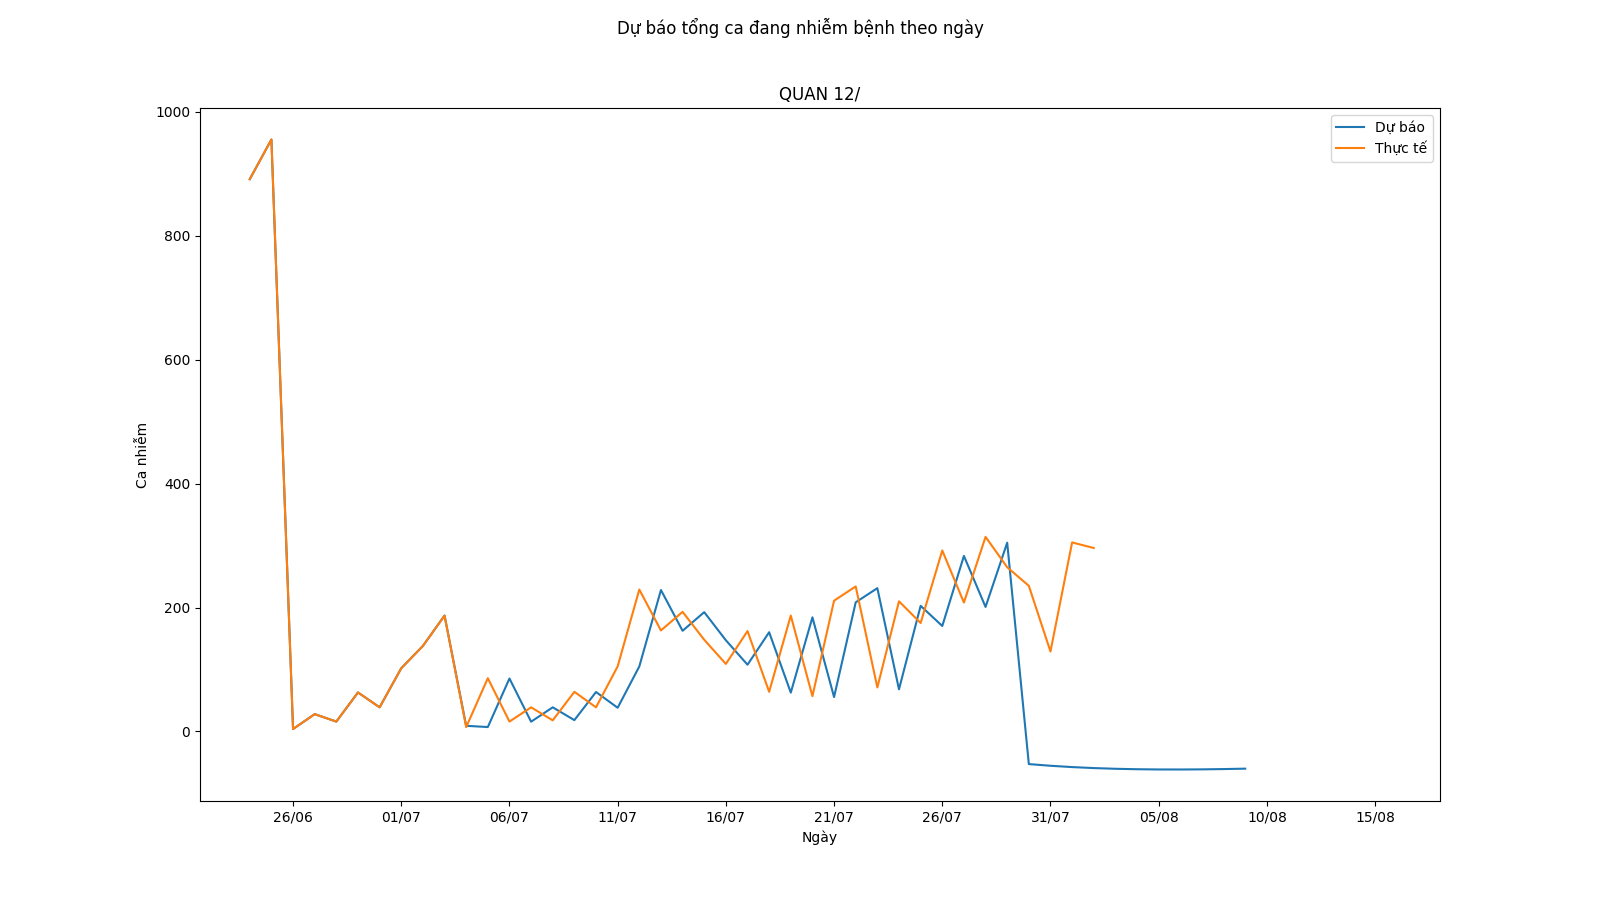 Dự báo tổng ca đang nhiễm bệnh theo ngày
QUAN 12/
Dự báo
Thực tế
1000
800
600
400
200
0
Ca nhiễm
26/06 01/07 06/07 11/07 16/07 21/07 26/07 31/07 05/08 10/08 15/08
Ngày